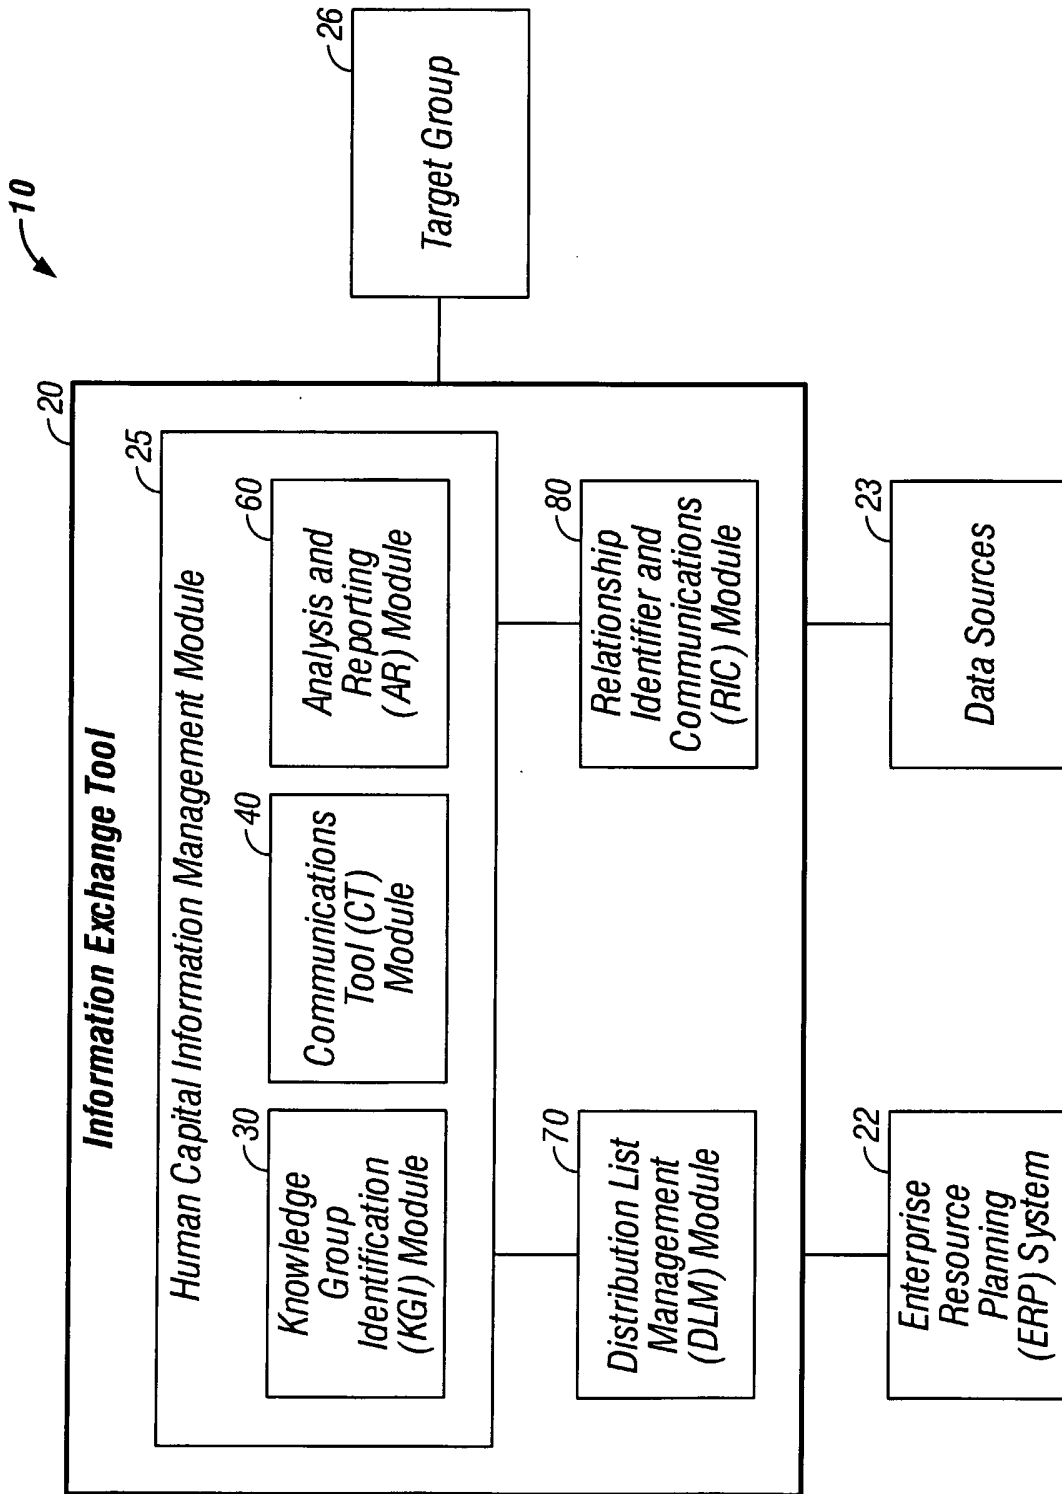 10
20
Information Exchange Tool
25
Human Capital Information Management Module
30
Knowledge
Group
Identification
(KGI) Module
40
Communications
Tool (CT)
Module
60
Analysis and
Reporting
(AR) Module
26
Target Group
70
Distribution List
Management
(DLM) Module
80
Relationship
Identifier and
Communications
(RIC) Module
22
Enterprise
Resource
Planning
(ERP) System
23
Data Sources